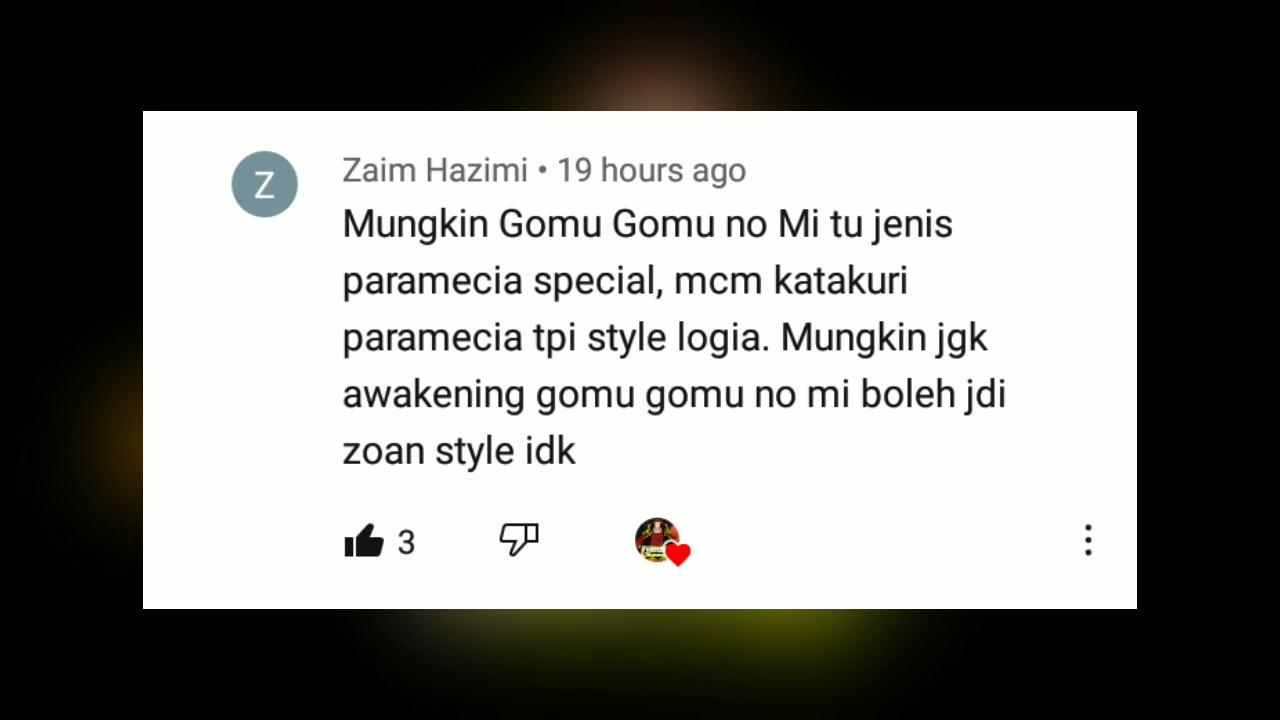 Z
Zaim Hazimi • 19 hours ago
Mungkin Gomu Gomu no Mi tu jenis
paramecia special, mcm katakuri
paramecia tpi style logia. Mungkin jgk
awakening gomu gomu no mi boleh jdi
zoan style idk
3